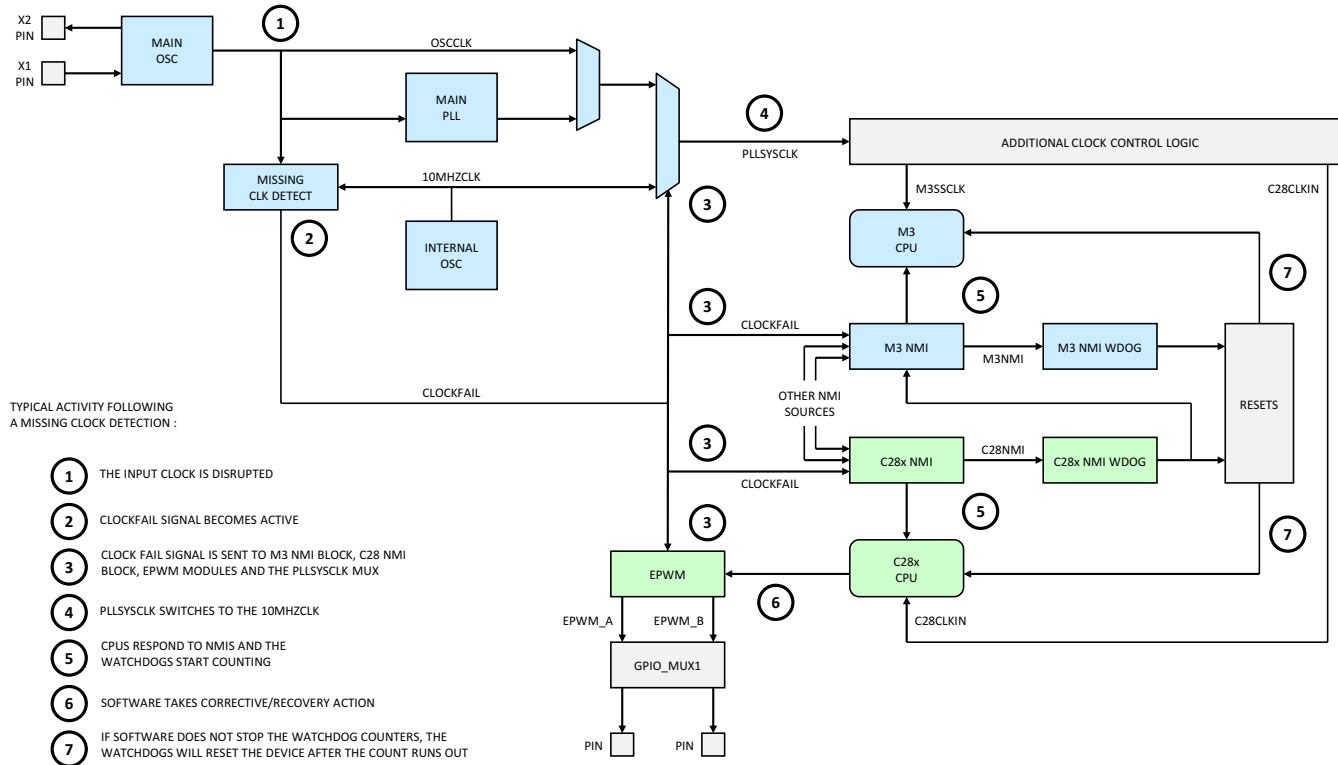 X2
PIN
X1
PIN
MAIN
OSC
1
OSCCLK
MAIN
PLL
4
PLLSYSCLK
ADDITIONAL CLOCK CONTROL LOGIC
MISSING
CLK DETECT
10MHZCLK
2
INTERNAL
OSC
3
M3SSCLK
C28CLKIN
M3
CPU
7
5
3
CLOCKFAIL
M3 NMI
M3NMI
M3 NMI WDOG
CLOCKFAIL
OTHER NMI
SOURCES
RESETS
3
CLOCKFAIL
C28x NMI
C28NMI
C28x NMI WDOG
5
7
3
EPWM
6
C28x
CPU
EPWM_A
EPWM_B
C28CLKIN
GPIO_MUX1
PIN
PIN
TYPICAL ACTIVITY FOLLOWING
A MISSING CLOCK DETECTION :
1 THE INPUT CLOCK IS DISRUPTED
2 CLOCKFAIL SIGNAL BECOMES ACTIVE
3 CLOCK FAIL SIGNAL IS SENT TO M3 NMI BLOCK, C28 NMI
BLOCK, EPWM MODULES AND THE PLLSYSCLK MUX
4 PLLSYSCLK SWITCHES TO THE 10MHZCLK
5 CPUS RESPOND TO NMIS AND THE
WATCHDOGS START COUNTING
6 SOFTWARE TAKES CORRECTIVE/RECOVERY ACTION
7 IF SOFTWARE DOES NOT STOP THE WATCHDOG COUNTERS, THE
WATCHDOGS WILL RESET THE DEVICE AFTER THE COUNT RUNS OUT